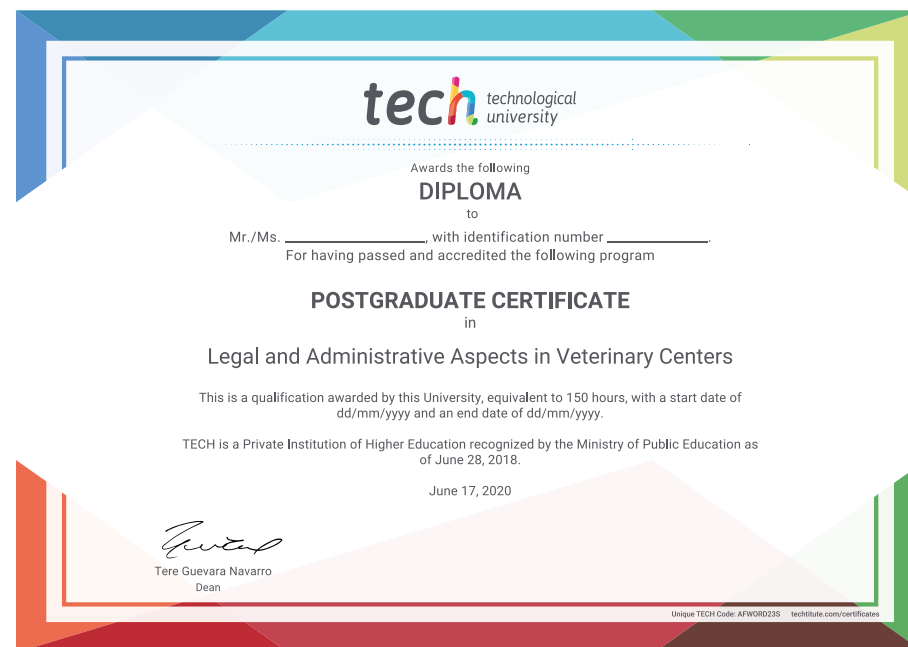 tech technological
university
Awards the following
DIPLOMA
to
Mr./Ms. ____________________, with identification number ______________.
For having passed and accredited the following program
POSTGRADUATE CERTIFICATE
in
Legal and Administrative Aspects in Veterinary Centers
This is a qualification awarded by this University, equivalent to 150 hours, with a start date of
dd/mm/yyyy and an end date of dd/mm/yyyy.
TECH is a Private Institution of Higher Education recognized by the Ministry of Public Education as
of June 28, 2018.
June 17, 2020
Tere Guevara Navarro
Dean
Unique TECH Code: AFWORD23S techtitute.com/certificates